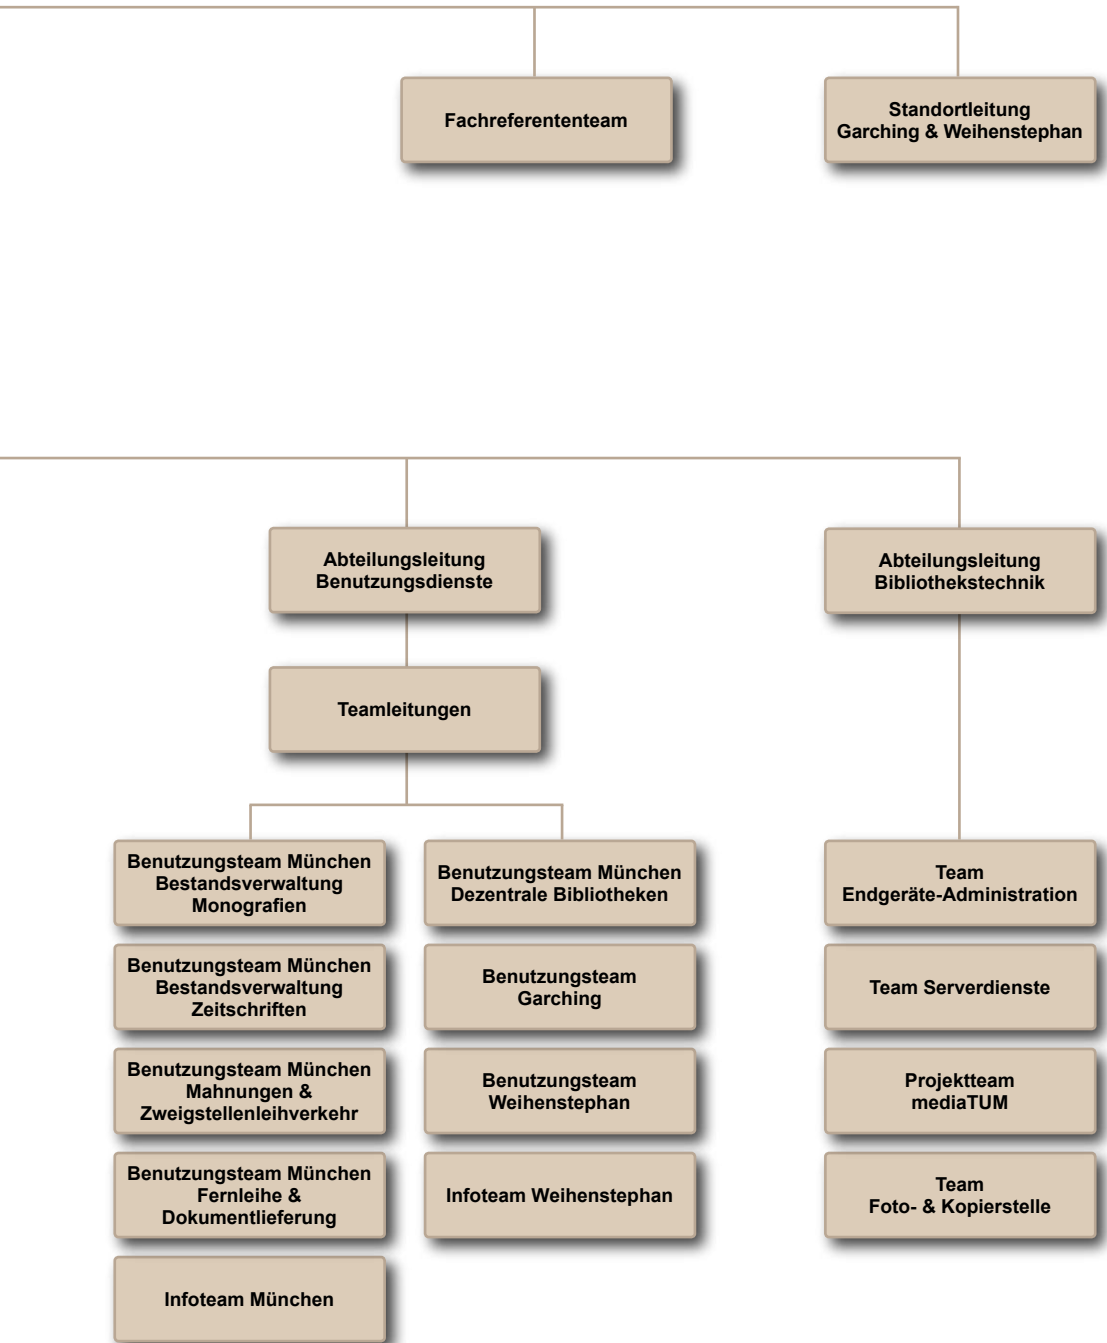 Fachreferententeam
Standortleitung
Garching & Weihenstephan
Abteilungsleitung
Benutzungsdienste
Abteilungsleitung
Bibliothekstechnik
Teamleitungen
Benutzungsteam München
Bestandsverwaltung
Monografien
Benutzungsteam München
Bestandsverwaltung
Zeitschriften
Benutzungsteam München
Mahnungen &
Zweigstellenleihverkehr
Benutzungsteam München
Fernleihe &
Dokumentlieferung
Infoteam München
Benutzungsteam München
Dezentrale Bibliotheken
Benutzungsteam
Garching
Benutzungsteam
Weihenstephan
Infoteam Weihenstephan
Team
Endgeräte-Administration
Team Serverdienste
Projektteam
mediaTUM
Team
Foto- & Kopierstelle